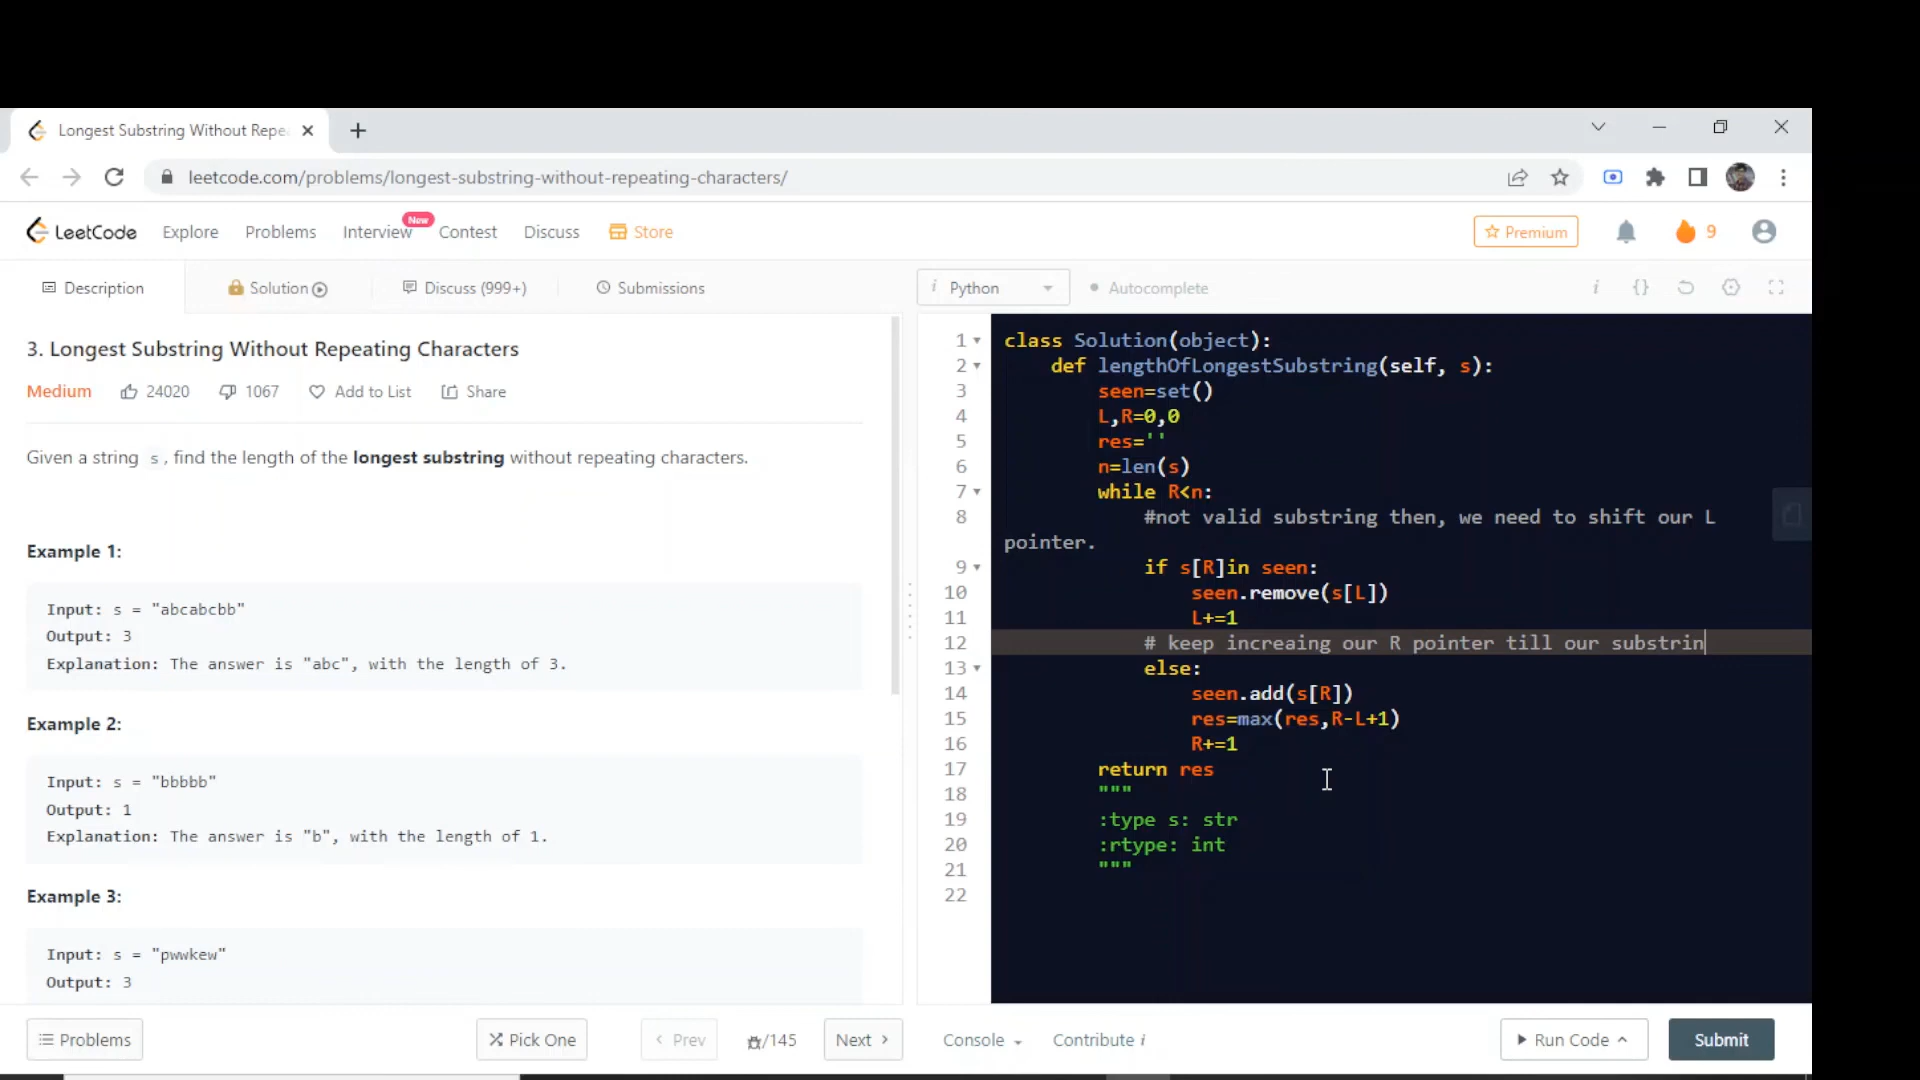 Longest Substring Without Repe
leetcode.com/problems/longest-substring-without-repeating-characters/
LeetCode Explore Problems Interview New Contest Discuss Store Premium 9
Description Solution Discuss (999+) Submissions
i Python Autocomplete i {}
3. Longest Substring Without Repeating Characters
Medium 24020 1067 Add to List Share
Given a string s, find the length of the longest substring without repeating characters.
Example 1:
Input: s = "abcabcbb"
Output: 3
Explanation: The answer is "abc", with the length of 3.
Example 2:
Input: s = "bbbbb"
Output: 1
Explanation: The answer is "b", with the length of 1.
Example 3:
Input: s = "pwwkew"
Output: 3
1 class Solution(object):
2 def lengthOfLongestSubstring(self, s):
3 seen=set()
4 L,R=0,0
5 res=''
6 n=len(s)
7 while R<n:
8 #not valid substring then, we need to shift our L
pointer.
9 if s[R]in seen:
10 seen.remove(s[L])
11 L+=1
12 # keep increaing our R pointer till our substrin
13 else:
14 seen.add(s[R])
15 res=max(res,R-L+1)
16 R+=1
17 return res
18 """
19 :type s: str
20 :rtype: int
21 """
22
Problems Pick One < Prev /145 Next > Console Contribute i Run Code Submit